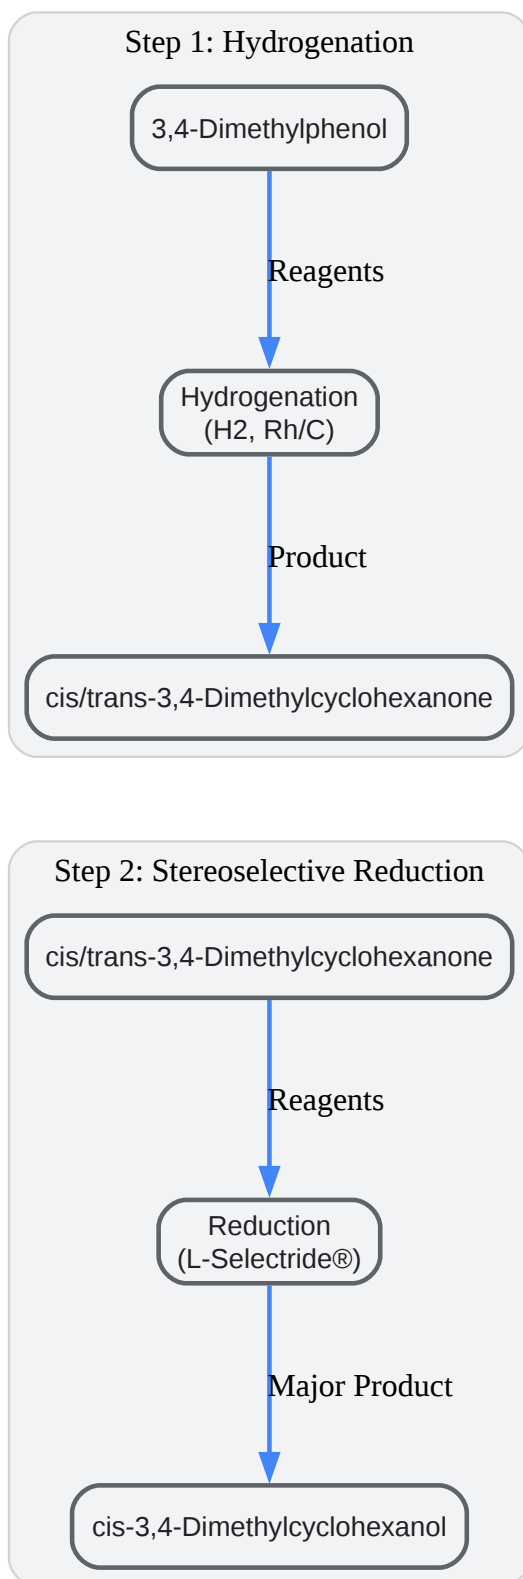 Step 1: Hydrogenation
3,4-Dimethylphenol
Reagents
Hydrogenation
(H2, Rh/C)
Product
cis/trans-3,4-Dimethylcyclohexanone
Step 2: Stereoselective Reduction
cis/trans-3,4-Dimethylcyclohexanone
Reagents
Reduction
(L-Selectride®)
Major Product
cis-3,4-Dimethylcyclohexanol